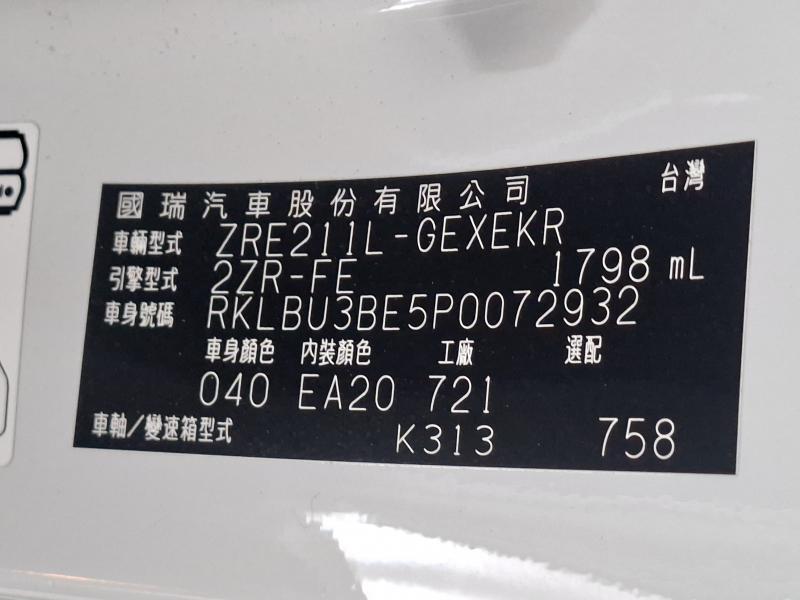 國瑞汽車股份有限公司 台灣
車輛型式 ZRE211L-GEXEKR
引擎型式 2ZR-FE 1798 mL
車身號碼 RKLBU3BE5P0072932
車身顏色 內裝顏色 工廠 選配
040 EA20 721
車軸/變速箱型式 K313 758